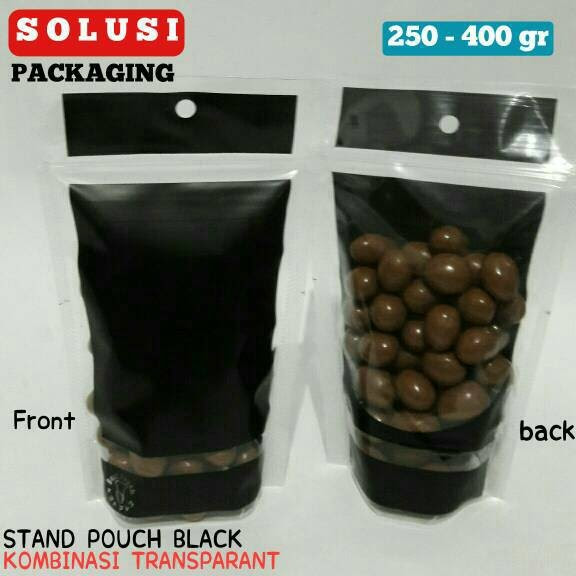 SOLUSI
PACKAGING
250 - 400 gr
Front
back
STAND POUCH BLACK
KOMBINASI TRANSPARANT